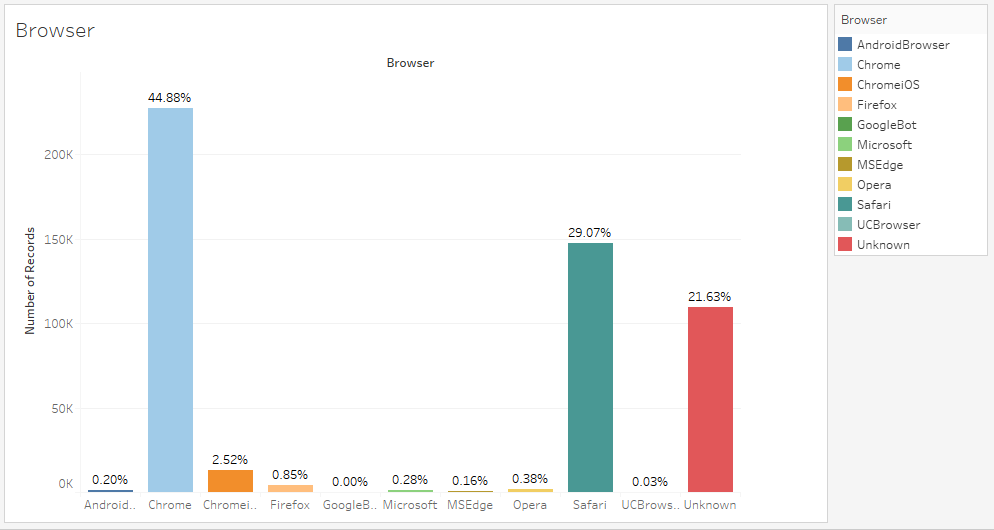 Browser
Browser
44.88%
29.07%
21.63%
2.52%
0.85%
0.20%
0.00%
0.28%
0.16%
0.38%
0.03%
200K
150K
100K
50K
0K
Number of Records
Android.. Chrome Chromei.. Firefox GoogleB.. Microsoft MSEdge Opera Safari UCBrows.. Unknown
Browser
AndroidBrowser
Chrome
ChromeiOS
Firefox
GoogleBot
Microsoft
MSEdge
Opera
Safari
UCBrowser
Unknown